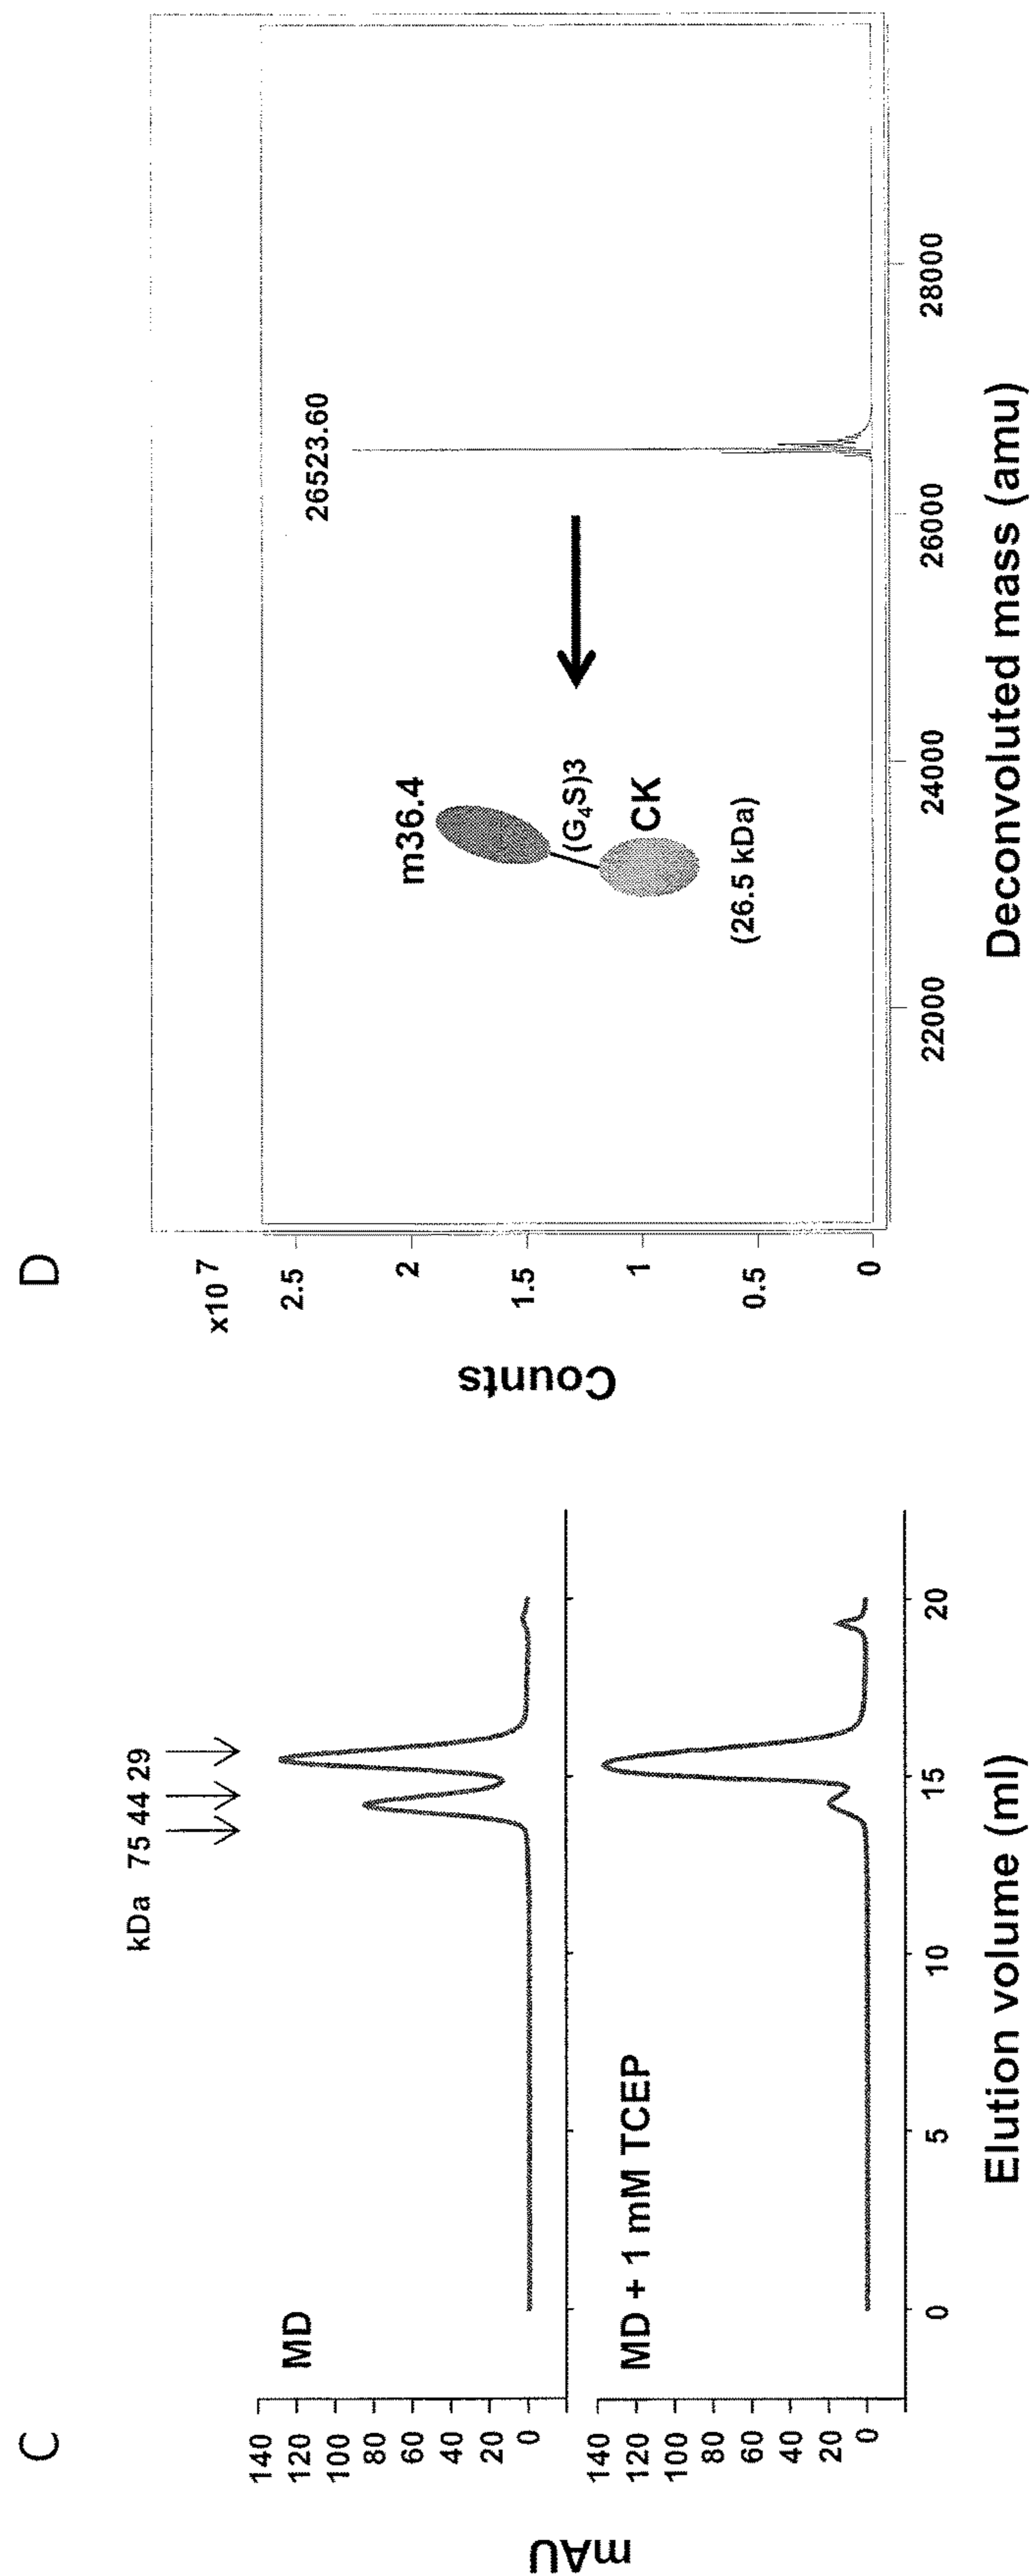 C
kDa 75 44 29
MD
140
120
100
80
60
40
20
0
MD + 1 mM TCEP
140
120
100
80
60
40
20
0
mAU
0 5 10 15 20
Elution volume (ml)
D
x10 7
2.5
2
1.5
1
0.5
0
Counts
26523.60
m36.4
(G4S)3
CK
(26.5 kDa)
22000 24000 26000 28000
Deconvoluted mass (amu)